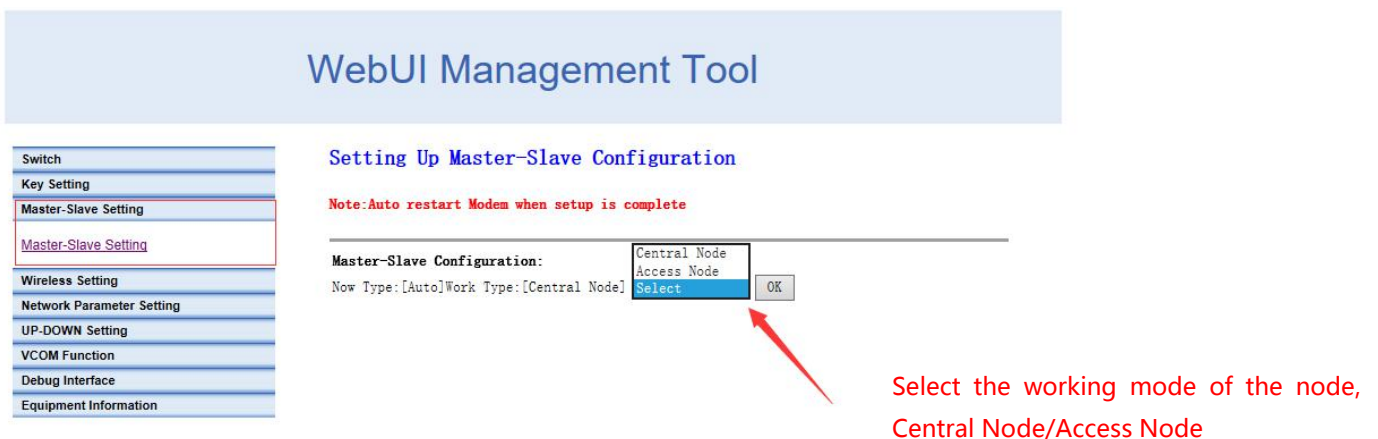 WebUI Management Tool
Switch
Key Setting
Master-Slave Setting
Master-Slave Setting
Wireless Setting
Network Parameter Setting
UP-DOWN Setting
VCOM Function
Debug Interface
Equipment Information
Setting Up Master-Slave Configuration
Note:Auto restart Modem when setup is complete
Master-Slave Configuration:
Central Node
Access Node
Now Type:[Auto]Work Type:[Central Node] Select OK
Select the working mode of the node,
Central Node/Access Node